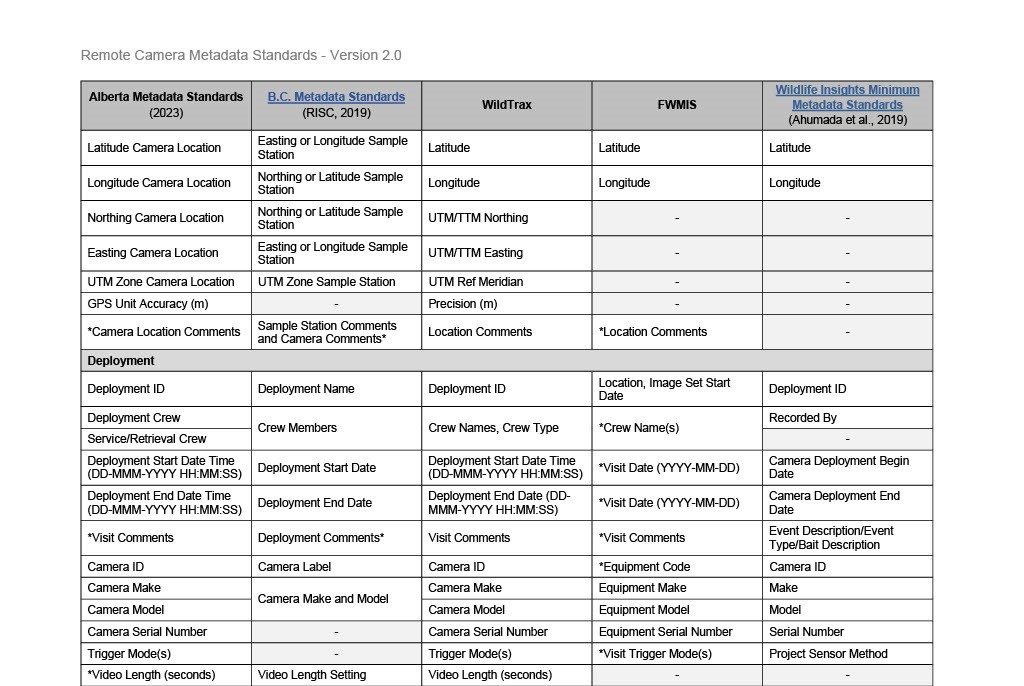 Remote Camera Metadata Standards - Version 2.0
Alberta Metadata Standards
(2023)
B.C. Metadata Standards
(RISC, 2019)
WildTrax
FWMIS
Wildlife Insights Minimum
Metadata Standards
(Ahumada et al., 2019)
Latitude Camera Location
Easting or Longitude Sample
Station
Latitude
Latitude
Latitude
Longitude Camera Location
Northing or Latitude Sample
Station
Longitude
Longitude
Longitude
Northing Camera Location
Northing or Latitude Sample
Station
UTM/TTM Northing
-
-
Easting Camera Location
Easting or Longitude Sample
Station
UTM/TTM Easting
-
-
UTM Zone Camera Location
UTM Zone Sample Station
UTM Ref Meridian
-
-
GPS Unit Accuracy (m)
-
Precision (m)
-
-
*Camera Location Comments
Sample Station Comments
and Camera Comments*
Location Comments
*Location Comments
-
Deployment
Deployment ID
Deployment Name
Deployment ID
Location, Image Set Start
Date
Deployment ID
Deployment Crew
Crew Members
Crew Names, Crew Type
*Crew Name(s)
Recorded By
Service/Retrieval Crew
-
Deployment Start Date Time
(DD-MMM-YYYY HH:MM:SS)
Deployment Start Date
Deployment Start Date Time
(DD-MMM-YYYY HH:MM:SS)
*Visit Date (YYYY-MM-DD)
Camera Deployment Begin
Date
Deployment End Date Time
(DD-MMM-YYYY HH:MM:SS)
Deployment End Date
Deployment End Date (DD-
MMM-YYYY HH:MM:SS)
*Visit Date (YYYY-MM-DD)
Camera Deployment End
Date
*Visit Comments
Deployment Comments*
Visit Comments
*Visit Comments
Event Description/Event
Type/Bait Description
Camera ID
Camera Label
Camera ID
*Equipment Code
Camera ID
Camera Make
Camera Make and Model
Camera Make
Equipment Make
Make
Camera Model
Camera Model
Equipment Model
Model
Camera Serial Number
-
Camera Serial Number
Equipment Serial Number
Serial Number
Trigger Mode(s)
-
Trigger Mode(s)
*Visit Trigger Mode(s)
Project Sensor Method
*Video Length (seconds)
Video Length Setting
Video Length (seconds)
-
-